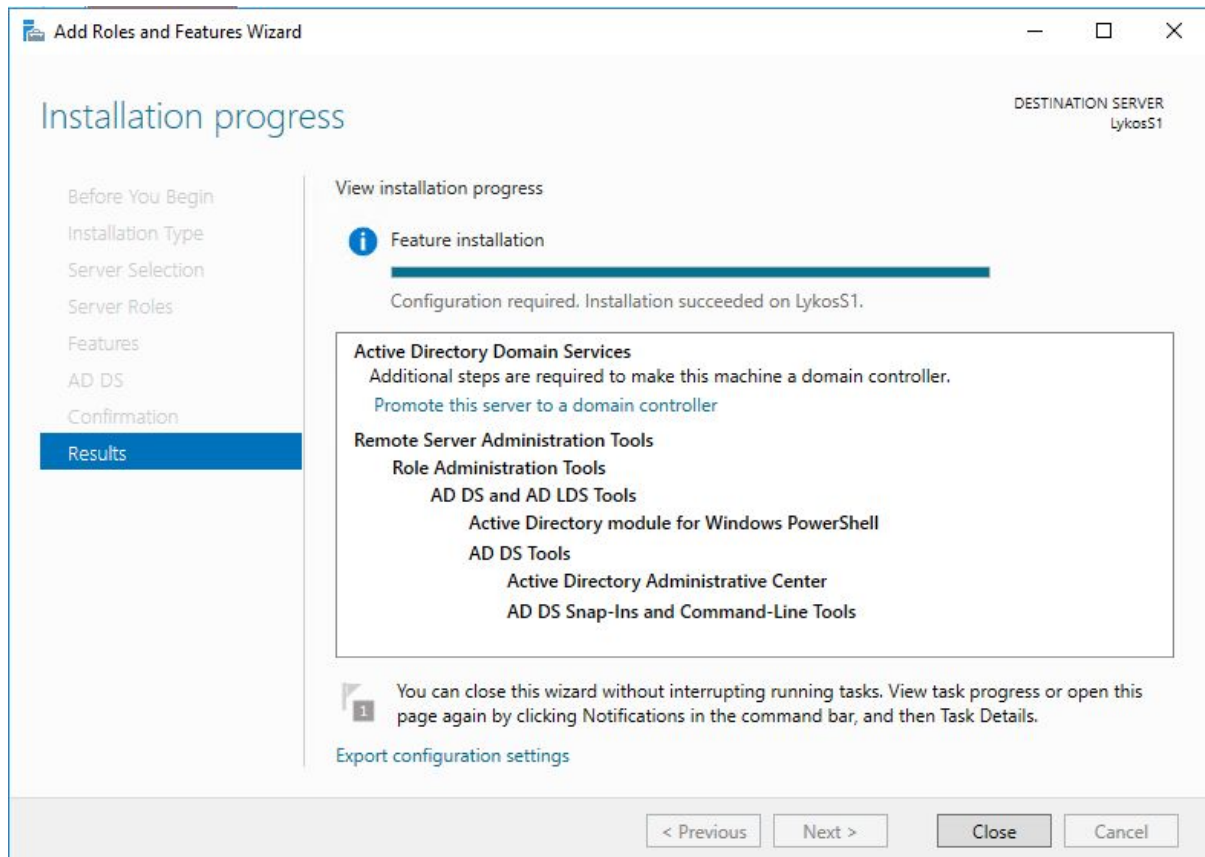 Add Roles and Features Wizard
Installation progress
DESTINATION SERVER
LykosS1
Before You Begin
Installation Type
Server Selection
Server Roles
Features
AD DS
Confirmation
Results
View installation progress
Feature installation
Configuration required. Installation succeeded on LykosS1.
Active Directory Domain Services
Additional steps are required to make this machine a domain controller.
Promote this server to a domain controller
Remote Server Administration Tools
Role Administration Tools
AD DS and AD LDS Tools
Active Directory module for Windows PowerShell
AD DS Tools
Active Directory Administrative Center
AD DS Snap-Ins and Command-Line Tools
1
You can close this wizard without interrupting running tasks. View task progress or open this
page again by clicking Notifications in the command bar, and then Task Details.
Export configuration settings
< Previous
Next >
Close
Cancel